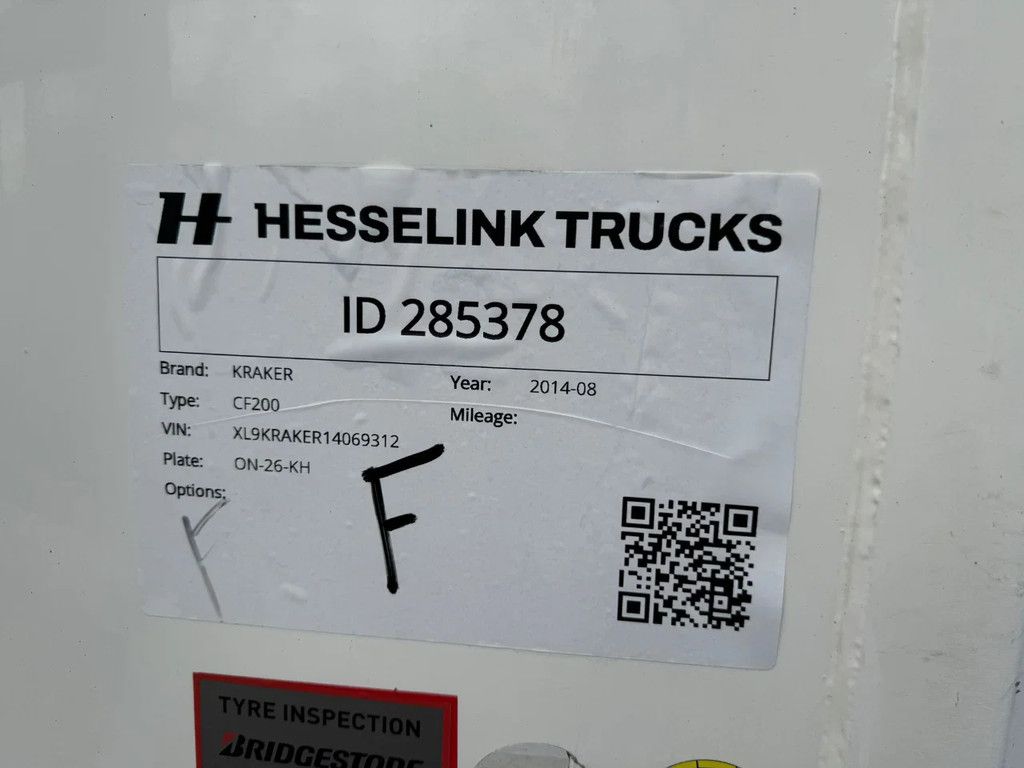 H HESSELINK TRUCKS
ID 285378
Brand: KRAKER Year: 2014-08
Type: CF200 Mileage:
VIN: XL9KRAKER14069312
Plate: ON-26-KH
Options:
F
F
TYRE INSPECTION
BRIDGESTONE